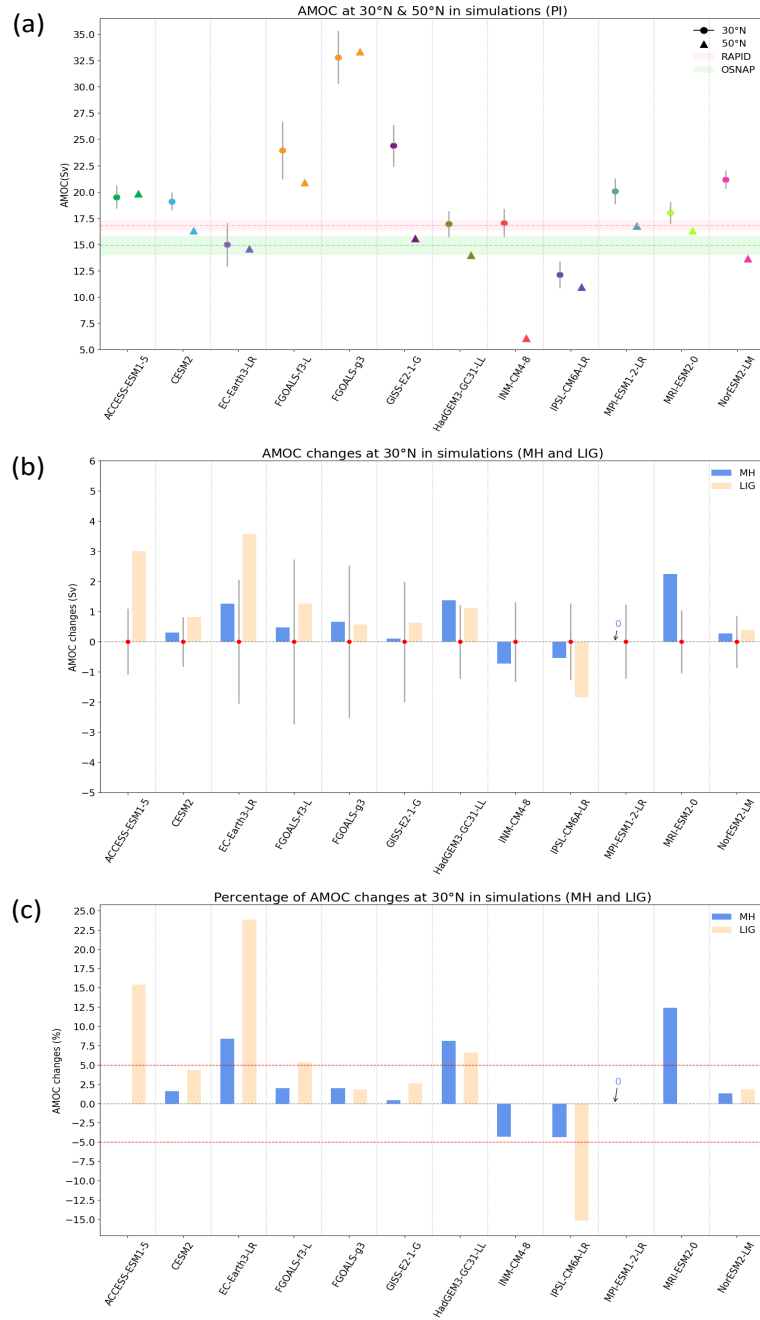 (a)
AMOC at 30°N & 50°N in simulations (PI)
AMOC(Sv)
35.0
32.5
30.0
27.5
25.0
22.5
20.0
17.5
15.0
12.5
10.0
7.5
5.0
30°N
50°N
RAPID
OSNAP
ACCESS-ESM1-5
CESM2
EC-Earth3-LR
FGOALS-f3-L
FGOALS-g3
GISS-E2-1-G
HadGEM3-GC31-LL
INM-CM4-8
IPSL-CM6A-LR
MPI-ESM1-2-LR
MRI-ESM2-0
NorESM2-LM
(b)
AMOC changes at 30°N in simulations (MH and LIG)
AMOC changes (Sv)
6
5
4
3
2
1
0
−1
−2
−3
−4
−5
MH
LIG
0
ACCESS-ESM1-5
CESM2
EC-Earth3-LR
FGOALS-f3-L
FGOALS-g3
GISS-E2-1-G
HadGEM3-GC31-LL
INM-CM4-8
IPSL-CM6A-LR
MPI-ESM1-2-LR
MRI-ESM2-0
NorESM2-LM
(c)
Percentage of AMOC changes at 30°N in simulations (MH and LIG)
AMOC changes (%)
25.0
22.5
20.0
17.5
15.0
12.5
10.0
7.5
5.0
2.5
0.0
−2.5
−5.0
−7.5
−10.0
−12.5
−15.0
MH
LIG
0
ACCESS-ESM1-5
CESM2
EC-Earth3-LR
FGOALS-f3-L
FGOALS-g3
GISS-E2-1-G
HadGEM3-GC31-LL
INM-CM4-8
IPSL-CM6A-LR
MPI-ESM1-2-LR
MRI-ESM2-0
NorESM2-LM